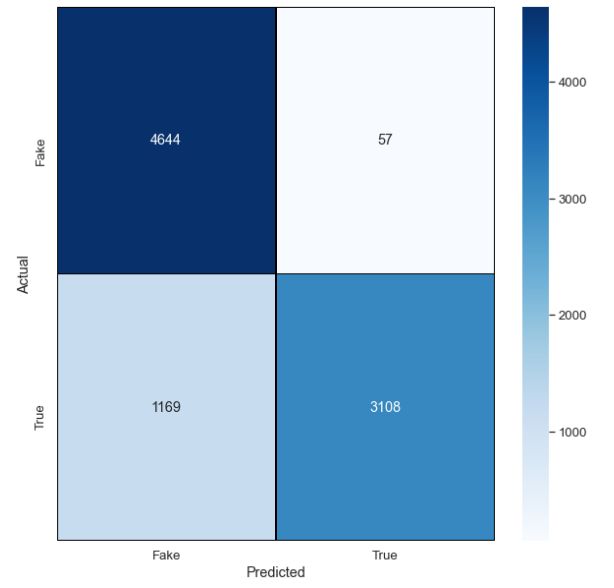 4644
57
1169
3108
Fake
True
Actual
Fake
True
Predicted
4000
3000
2000
1000